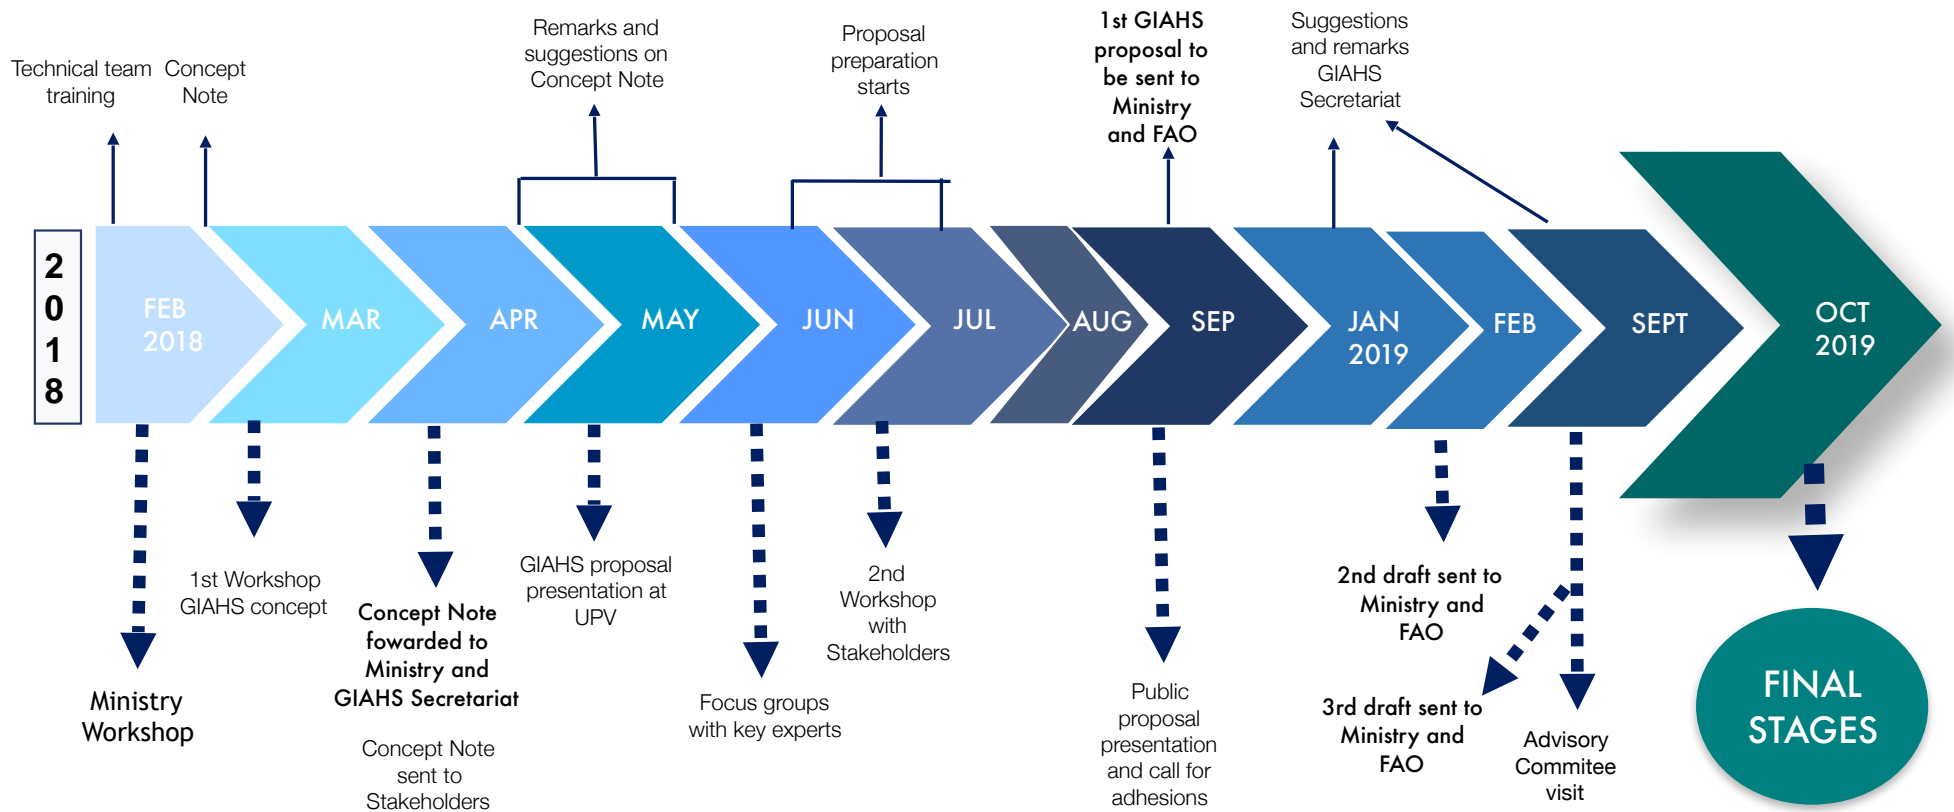 Technical team
training
Concept
Note
Remarks and
suggestions on
Concept Note
Proposal
preparation
starts
1st GIAHS
proposal to
be sent to
Ministry
and FAO
Suggestions
and remarks
GIAHS
Secretariat
2
0
1
8
FEB
2018
MAR
APR
MAY
JUN
JUL
AUG
SEP
JAN
2019
FEB
SEPT
OCT
2019
Ministry
Workshop
1st Workshop
GIAHS concept
Concept Note
fowarded to
Ministry and
GIAHS Secretariat
Concept Note
sent to
Stakeholders
GIAHS proposal
presentation at
UPV
Focus groups
with key experts
2nd
Workshop
with
Stakeholders
Public
proposal
presentation
and call for
adhesions
2nd draft sent to
Ministry and
FAO
3rd draft sent to
Ministry and
FAO
Advisory
Commitee
visit
FINAL
STAGES